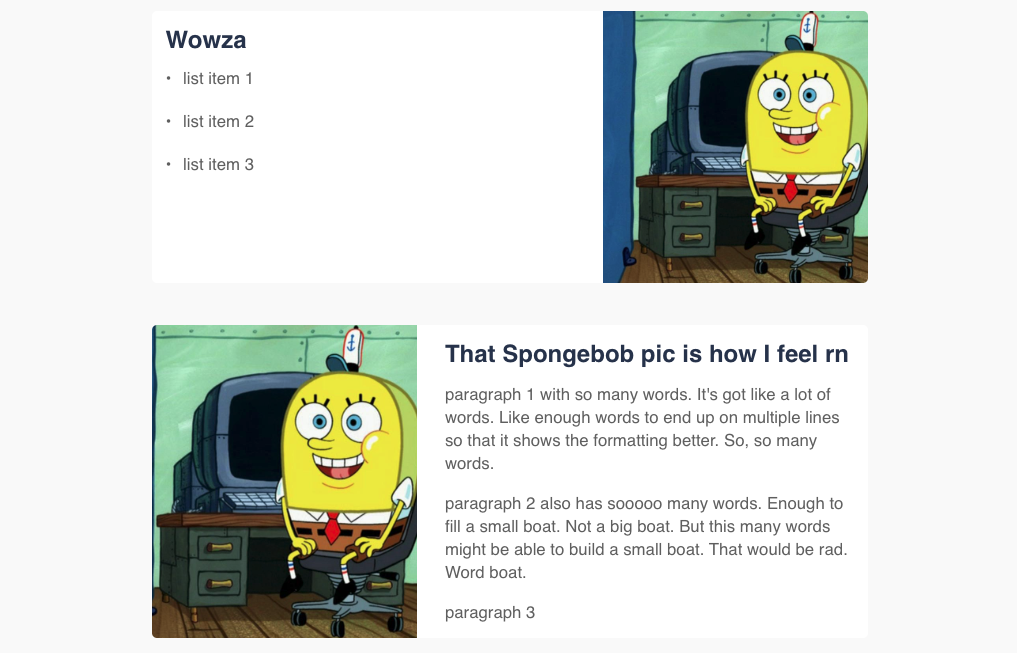 Wowza
• list item 1
• list item 2
• list item 3
That Spongebob pic is how I feel rn
paragraph 1 with so many words. It's got like a lot of
words. Like enough words to end up on multiple lines
so that it shows the formatting better. So, so many
words.
paragraph 2 also has sooooo many words. Enough to
fill a small boat. Not a big boat. But this many words
might be able to build a small boat. That would be rad.
Word boat.
paragraph 3